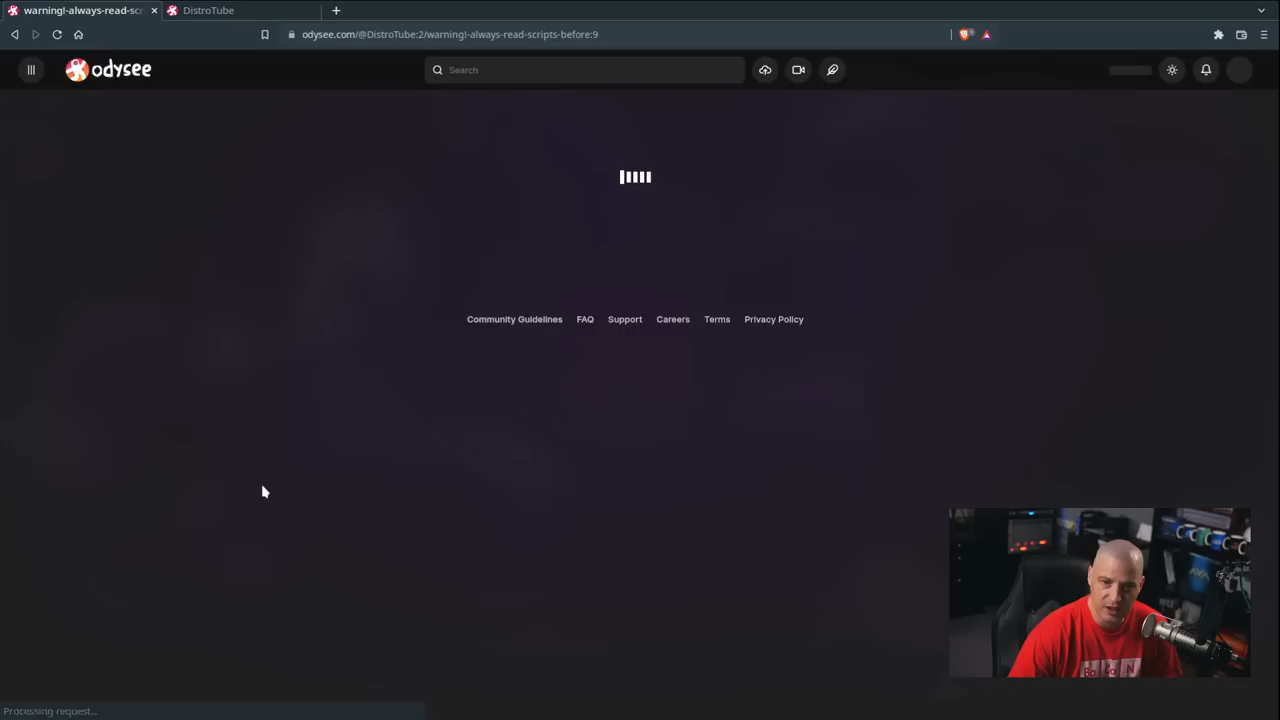 warning!-always-read-scr
DistroTube
odysee.com/@DistroTube:2/warning!-always-read-scripts-before:9
odysee
Search
Community Guidelines FAQ Support Careers Terms Privacy Policy
Processing request...